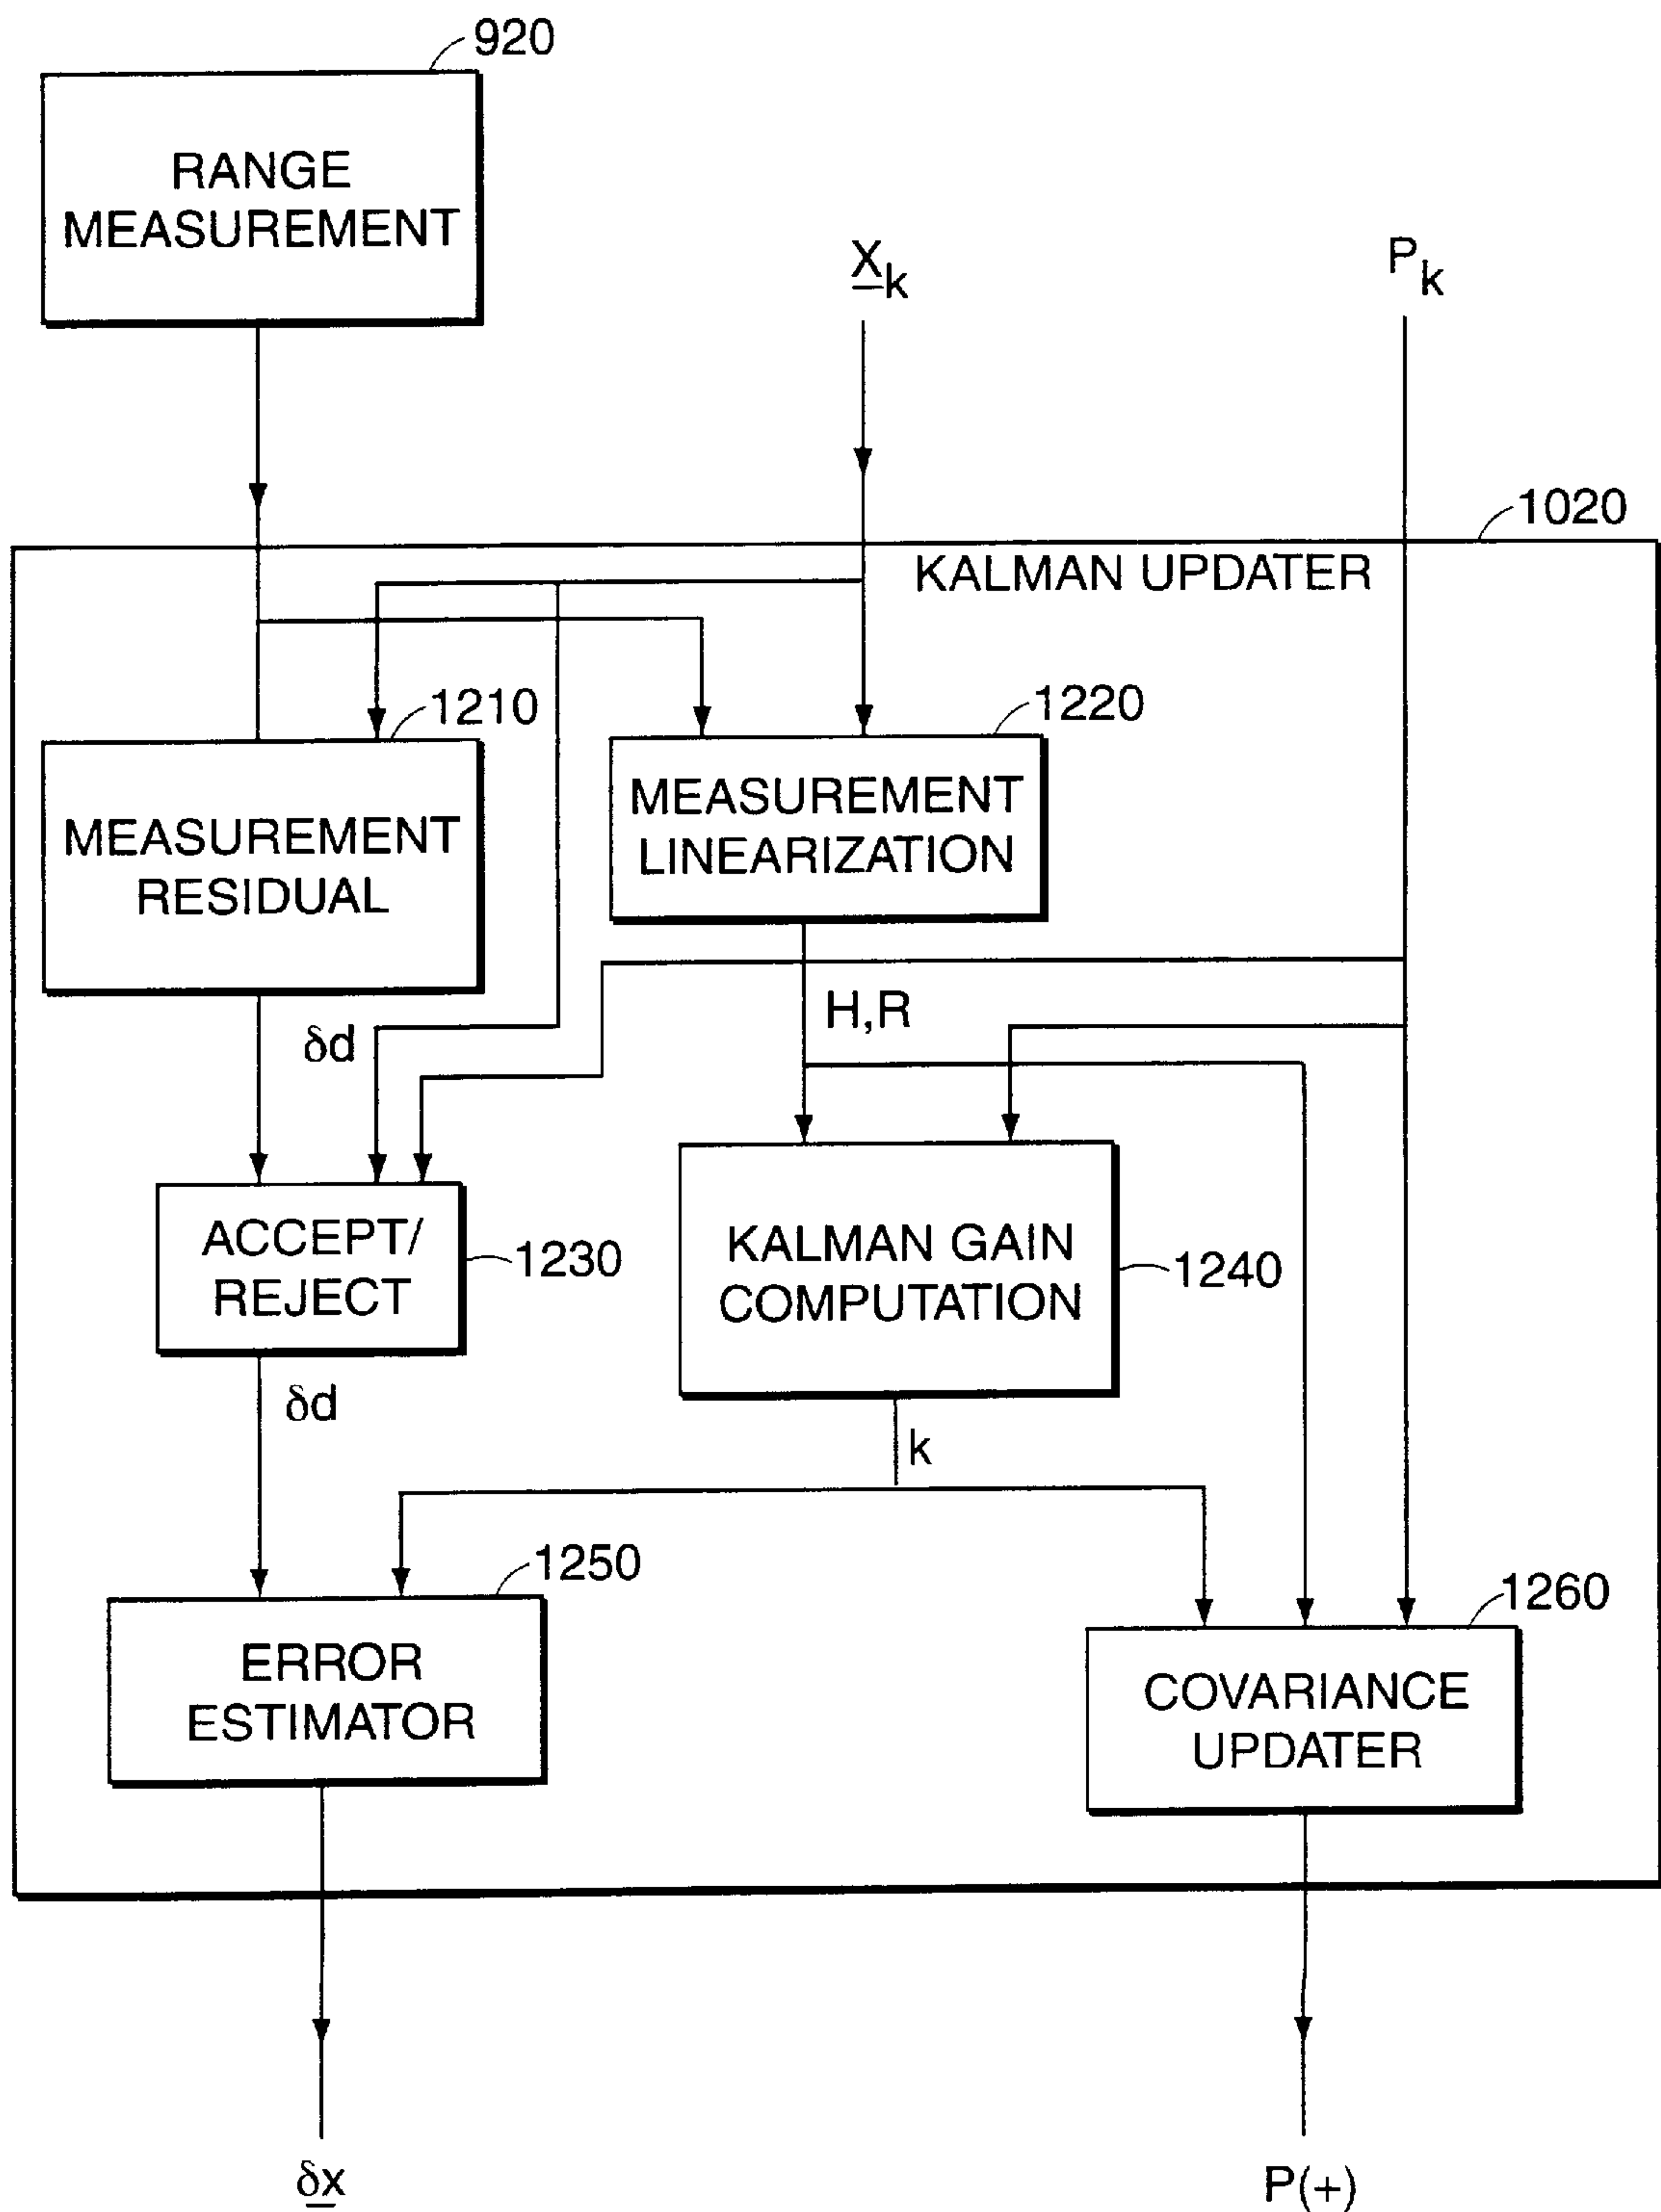 920
RANGE
MEASUREMENT
X_k
P_k
1020
KALMAN UPDATER
1210
1220
MEASUREMENT
RESIDUAL
MEASUREMENT
LINEARIZATION
δd
H,R
ACCEPT/
REJECT
1230
KALMAN GAIN
COMPUTATION
1240
δd
k
1250
1260
ERROR
ESTIMATOR
COVARIANCE
UPDATER
δx
P(+)